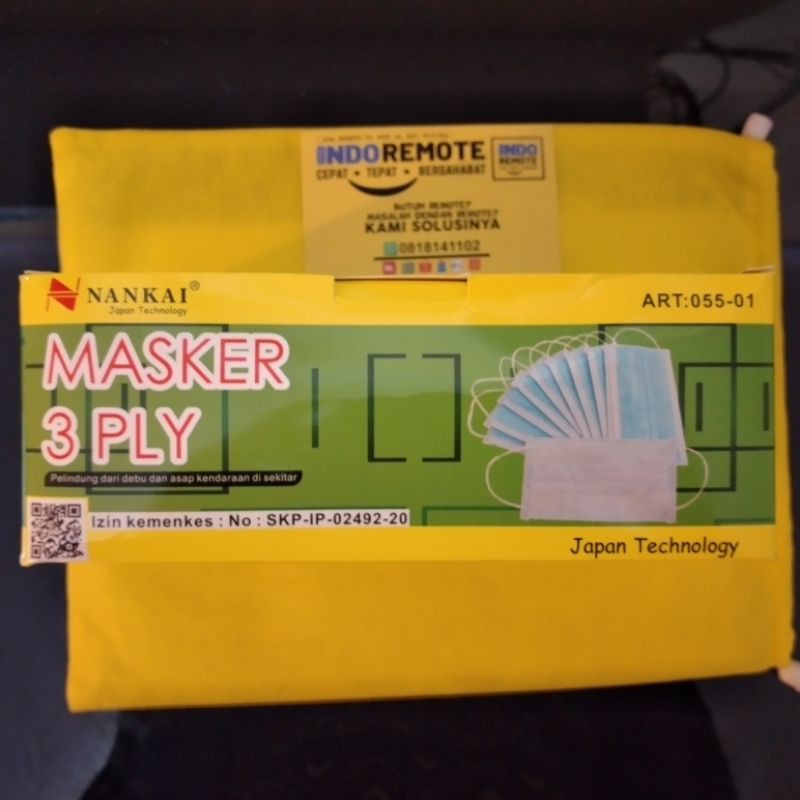 INDOREMOTE
CEPAT • TEPAT • BERSAHABAT
INDO
REMOTE
BUTUH REMOTE?
MASALAH DENGAN REMOTE?
KAMI SOLUSINYA
0818141102
NANKAI®
Japan Technology
ART:055-01
MASKER
3 PLY
Pelindung dari debu dan asap kendaraan di sekitar
Izin kemenkes : No : SKP-IP-02492-20
Japan Technology